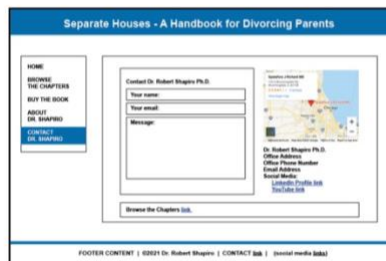 Separate Houses - A Handbook for Divorcing Parents
HOME
BROWSE
THE CHAPTERS
BUY THE BOOK
ABOUT
DR. SHAPIRO
CONTACT
DR. SHAPIRO
Contact Dr. Robert Shapiro Ph.D.
Your name:
Your email:
Message:
Dr. Robert Shapiro Ph.D.
Office Address
Office Phone Number
Email Address
Social Media:
LinkedIn Profile link
YouTube link
Browse the Chapters link
FOOTER CONTENT | ©2021 Dr. Robert Shapiro | CONTACT link | (social media links)